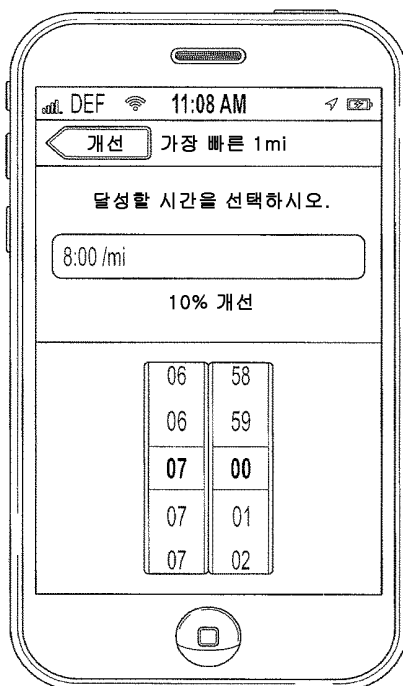 DEF 11:08 AM
개선 가장 빠른 1mi
달성할 시간을 선택하시오.
8:00 /mi
10% 개선
06 58
06 59
07 00
07 01
07 02